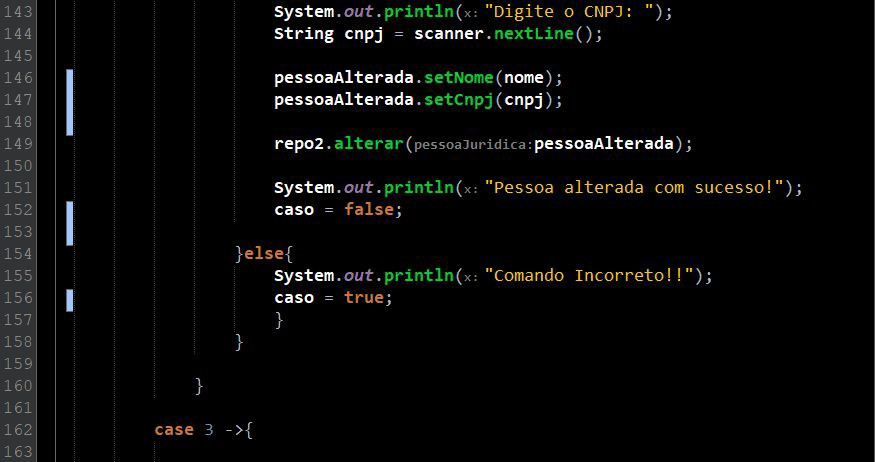 143 System.out.println(x: "Digite o CNPJ: ");
144 String cnpj = scanner.nextLine();
145
146 pessoaAlterada.setNome(nome);
147 pessoaAlterada.setCnpj(cnpj);
148
149 repo2.alterar(pessoaJuridica:pessoaAlterada);
150
151 System.out.println(x: "Pessoa alterada com sucesso!");
152 caso = false;
153
154 }else{
155 System.out.println(x: "Comando Incorreto!!");
156 caso = true;
157 }
158 }
159
160 }
161
162 case 3 ->{
163